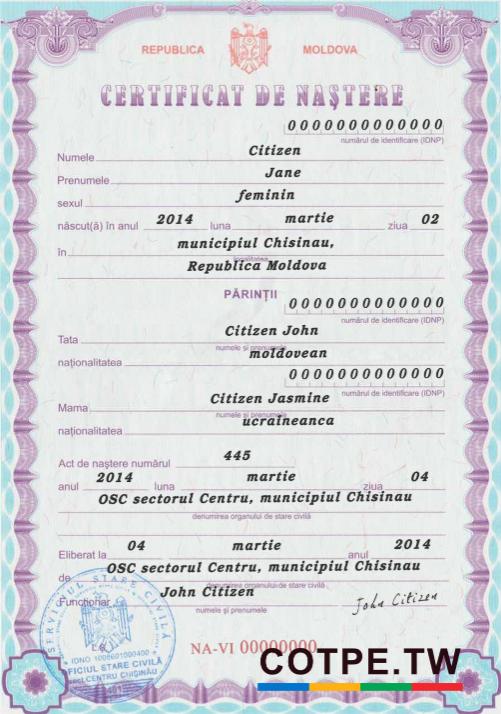 REPUBLICA MOLDOVA
CERTIFICAT DE NAŞTERE
0000000000000
numărul de identificare (IDNP)
Numele Citizen
Prenumele Jane
sexul feminin
născut(ă) în anul 2014 luna martie ziua 02
în municipiul Chisinau,
localitatea
Republica Moldova
PĂRINŢII
0000000000000
numărul de identificare (IDNP)
Tata Citizen John
numele şi prenumele
naţionalitatea moldovean
0000000000000
numărul de identificare (IDNP)
Mama Citizen Jasmine
numele şi prenumele
naţionalitatea ucraineanca
Act de naştere numărul 445
anul 2014 luna martie ziua 04
OSC sectorul Centru, municipiul Chisinau
denumirea organului de stare civilă
Eliberat la 04 martie anul 2014
de OSC sectorul Centru, municipiul Chisinau
denumirea organului de stare civilă
Funcţionar John Citizen
numele şi prenumele
John Citizen
SERVICIUL STARE CIVILĂ
IDNO 1006601000400
OFICIUL STARE CIVILĂ
sect.CENTRU CHIŞINĂU
NA-VI 00000000
COTPE.TW